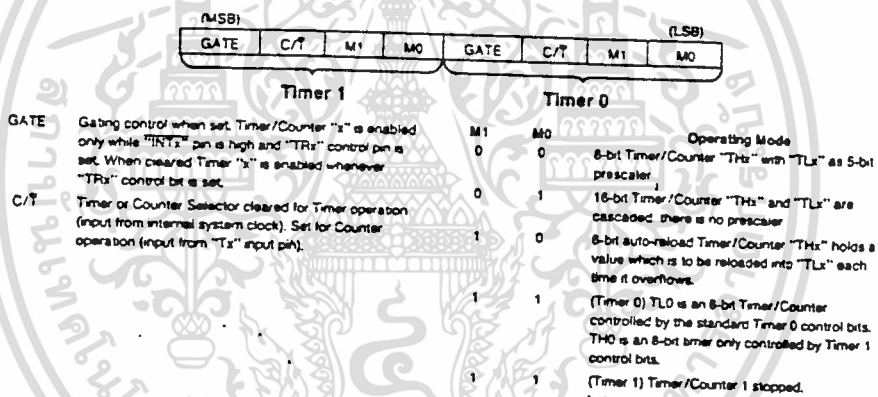 (MSB)
(LSB)
GATE C/T̅ M1 M0 GATE C/T̅ M1 M0
Timer 1
Timer 0
GATE Gating control when set. Timer/Counter "x" is enabled
only while "INTx" pin is high and "TRx" control pin is
set. When cleared Timer "x" is enabled whenever
"TRx" control bit is set.
C/T̅ Timer or Counter Selector cleared for Timer operation
(input from internal system clock). Set for Counter
operation (input from "Tx" input pin).
M1 M0 Operating Mode
0 0 8-bit Timer/Counter "THx" with "TLx" as 5-bit
prescaler
0 1 16-bit Timer/Counter "THx" and "TLx" are
cascaded. there is no prescaler
1 0 8-bit auto-reload Timer/Counter "THx" holds a
value which is to be reloaded into "TLx" each
time it overflows.
1 1 (Timer 0) TL0 is an 8-bit Timer/Counter
controlled by the standard Timer 0 control bits.
TH0 is an 8-bit timer only controlled by Timer 1
control bits.
1 1 (Timer 1) Timer/Counter 1 stopped.